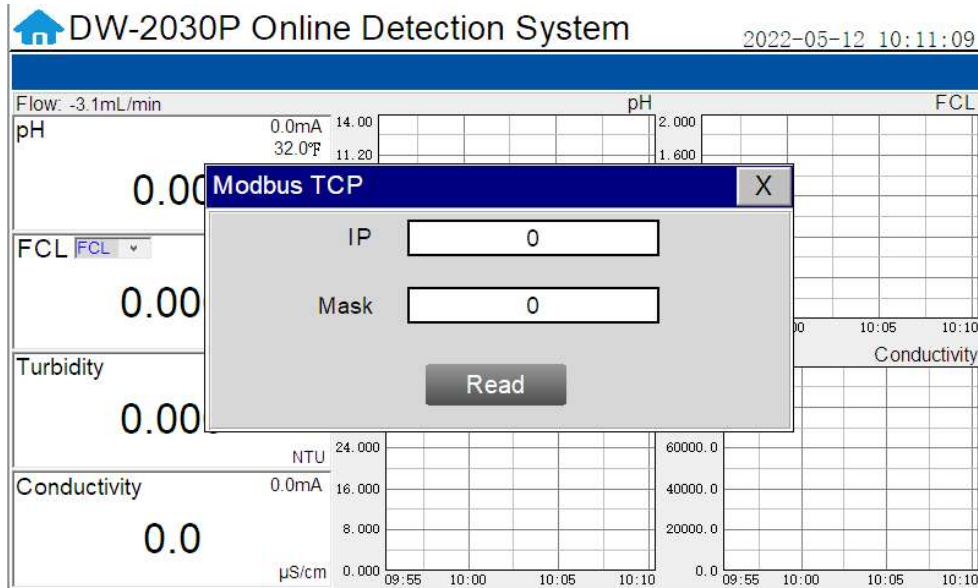 DW-2030P Online Detection System
2022-05-12 10:11:09
Flow: -3.1mL/min
pH
FCL
pH
0.0mA
32.0℉
14.00
11.20
2.000
1.600
Modbus TCP
X
IP
0
Mask
0
Read
FCL FCL
10:05
10:10
Turbidity
NTU
Conductivity
24.000
16.000
8.000
0.000
09:55
10:00
10:05
10:10
60000.0
40000.0
20000.0
0.0
09:55
10:00
10:05
10:10
Conductivity
0.0mA
0.0
μS/cm